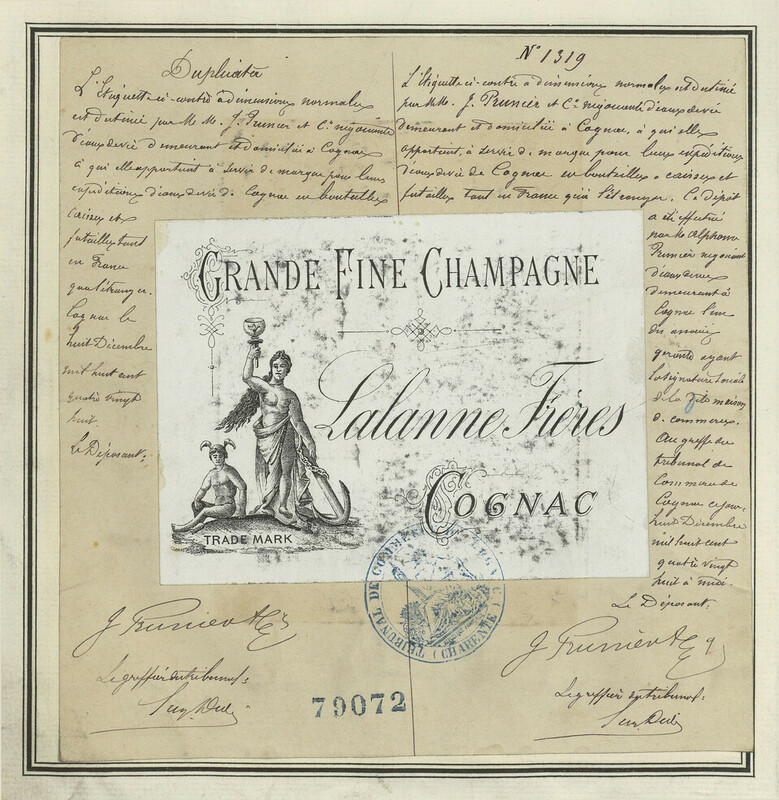 Duplicata
L'Etiquette ci-contre à dimensions normales
est destinée par M M. J. Prunier et Cie négociants
d'eaux de vie demeurant et domiciliés à Cognac
à qui elle appartient à servir de marque pour leurs
expéditions d'eaux de vie de Cognac en bouteilles
caisses et
futailles tant
en France
qu'à l'étranger.
Cognac le
huit Décembre
mil huit cent
quatre vingt
huit
Le Déposant:
J Prunier & Cie
Le greffier du tribunal:
N° 1319
L'Etiquette ci-contre à dimensions normales est destinée
par MM. J. Prunier et Cie négociants d'eaux de vie
demeurant et domiciliés à Cognac, à qui elle
appartient, à servir de marque pour leurs expéditions
d'eaux de vie de Cognac en bouteilles, caisses et
futailles tant en France qu'à l'étranger. Ce dépôt
a été effectué
par M. Alphonse
Prunier négociant
d'eaux de vie
demeurant à
Cognac l'un
des associés
gérants ayant
la signature sociale
de la dite maison
de commerce.
Au greffe du
tribunal de
Commerce de
Cognac ce jour
huit Décembre
mil huit cent
quatre vingt
huit à midi.
Le Déposant:
J Prunier & Cie
Le greffier du tribunal:
GRANDE FINE CHAMPAGNE
Lalanne Frères
COGNAC
TRADE MARK
TRIBUNAL DE COMMERCE DE COGNAC (CHARENTE)
79072